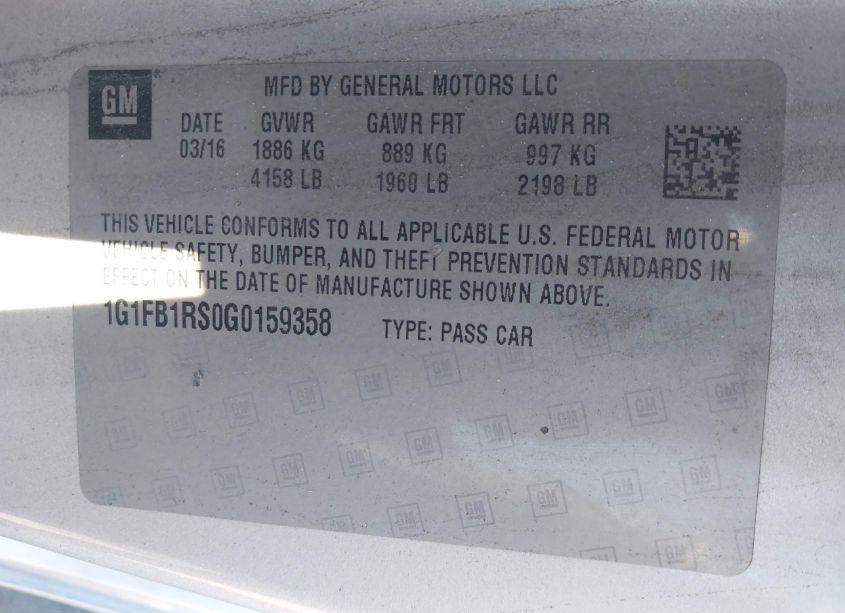 GM
MFD BY GENERAL MOTORS LLC
DATE GVWR GAWR FRT GAWR RR
03/16 1886 KG 889 KG 997 KG
4158 LB 1960 LB 2198 LB
THIS VEHICLE CONFORMS TO ALL APPLICABLE U.S. FEDERAL MOTOR
VEHICLE SAFETY, BUMPER, AND THEFT PREVENTION STANDARDS IN
EFFECT ON THE DATE OF MANUFACTURE SHOWN ABOVE.
1G1FB1RS0G0159358 TYPE: PASS CAR